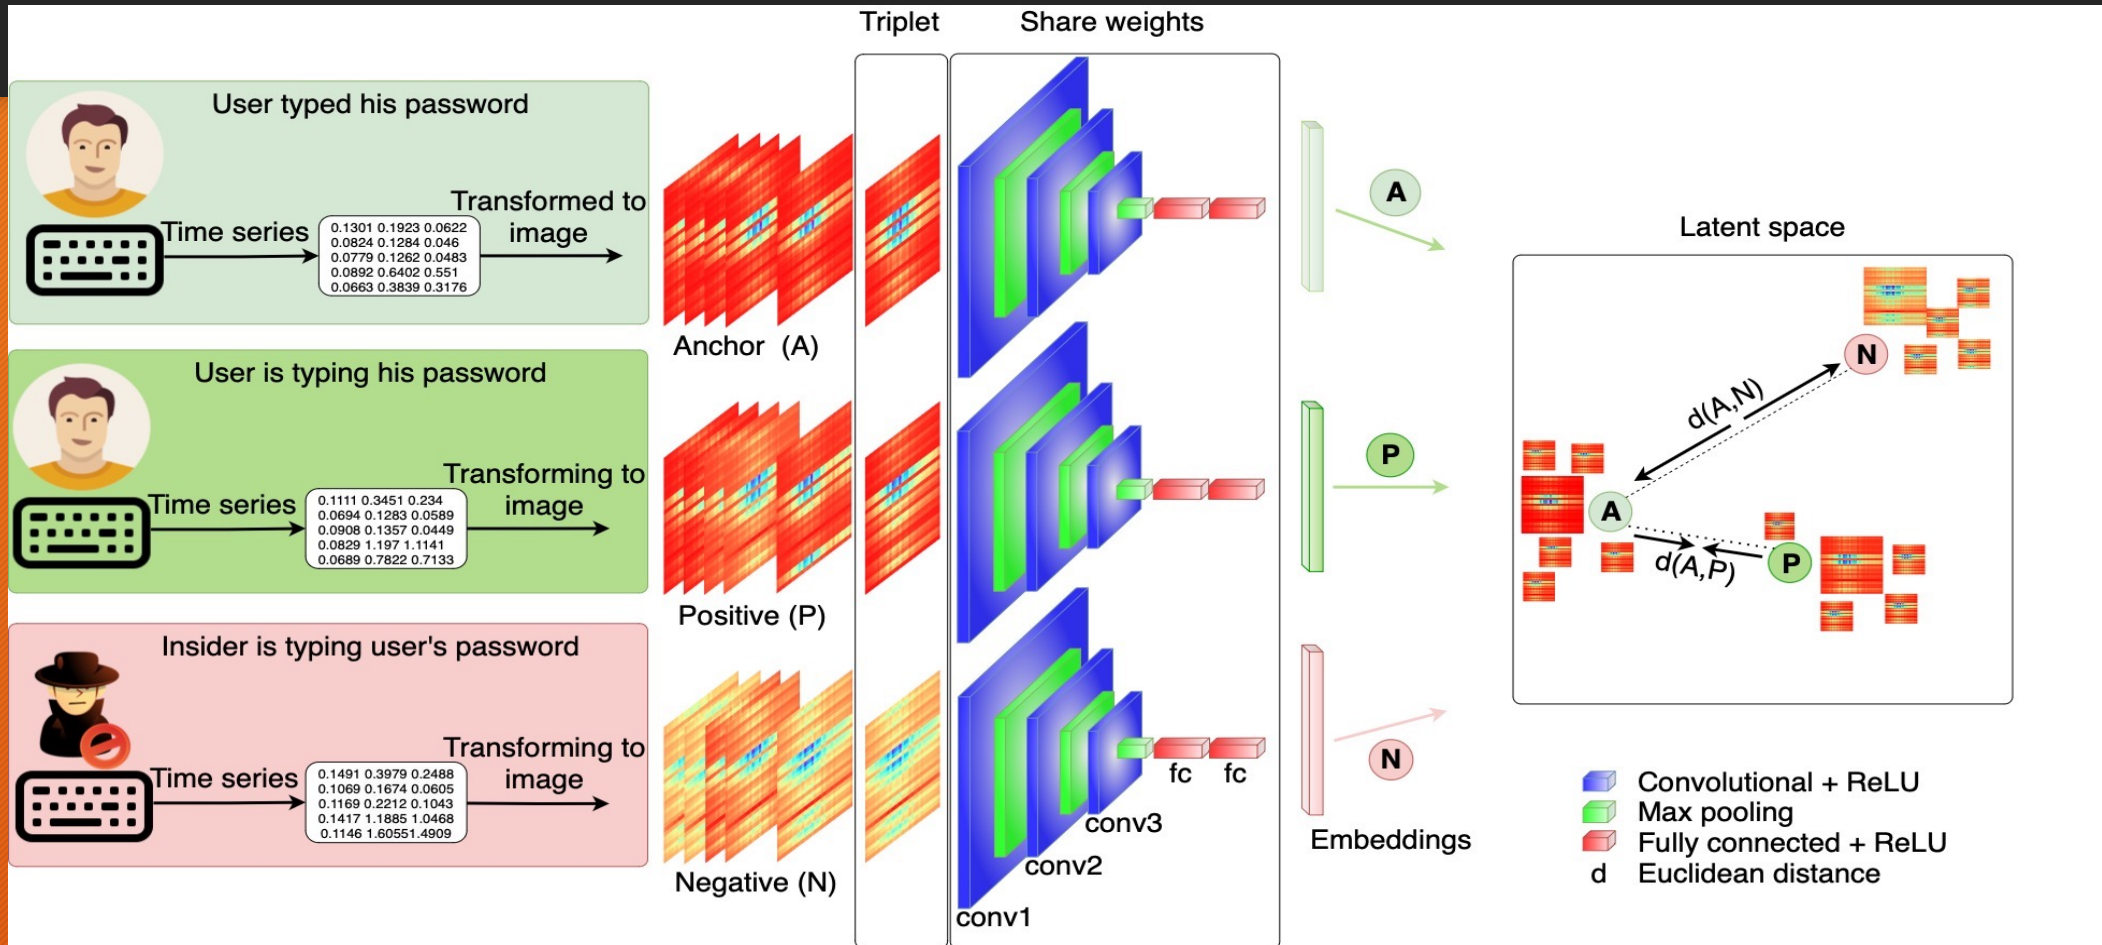 Triplet
Share weights
User typed his password
Time series
0.1301 0.1923 0.0622
0.0824 0.1284 0.046
0.0779 0.1262 0.0483
0.0892 0.6402 0.551
0.0663 0.3839 0.3176
Transformed to
image
Anchor (A)
User is typing his password
Time series
0.1111 0.3451 0.234
0.0694 0.1283 0.0589
0.0908 0.1357 0.0449
0.0829 1.197 1.1141
0.0689 0.7822 0.7133
Transforming to
image
Positive (P)
Insider is typing user's password
Time series
0.1491 0.3979 0.2488
0.1069 0.1674 0.0605
0.1169 0.2212 0.1043
0.1417 1.1885 1.0468
0.1146 1.60551.4909
Transforming to
image
Negative (N)
fc
fc
conv3
conv2
conv1
A
P
N
Embeddings
Latent space
N
d(A,N)
A
d(A,P)
P
Convolutional + ReLU
Max pooling
Fully connected + ReLU
d Euclidean distance